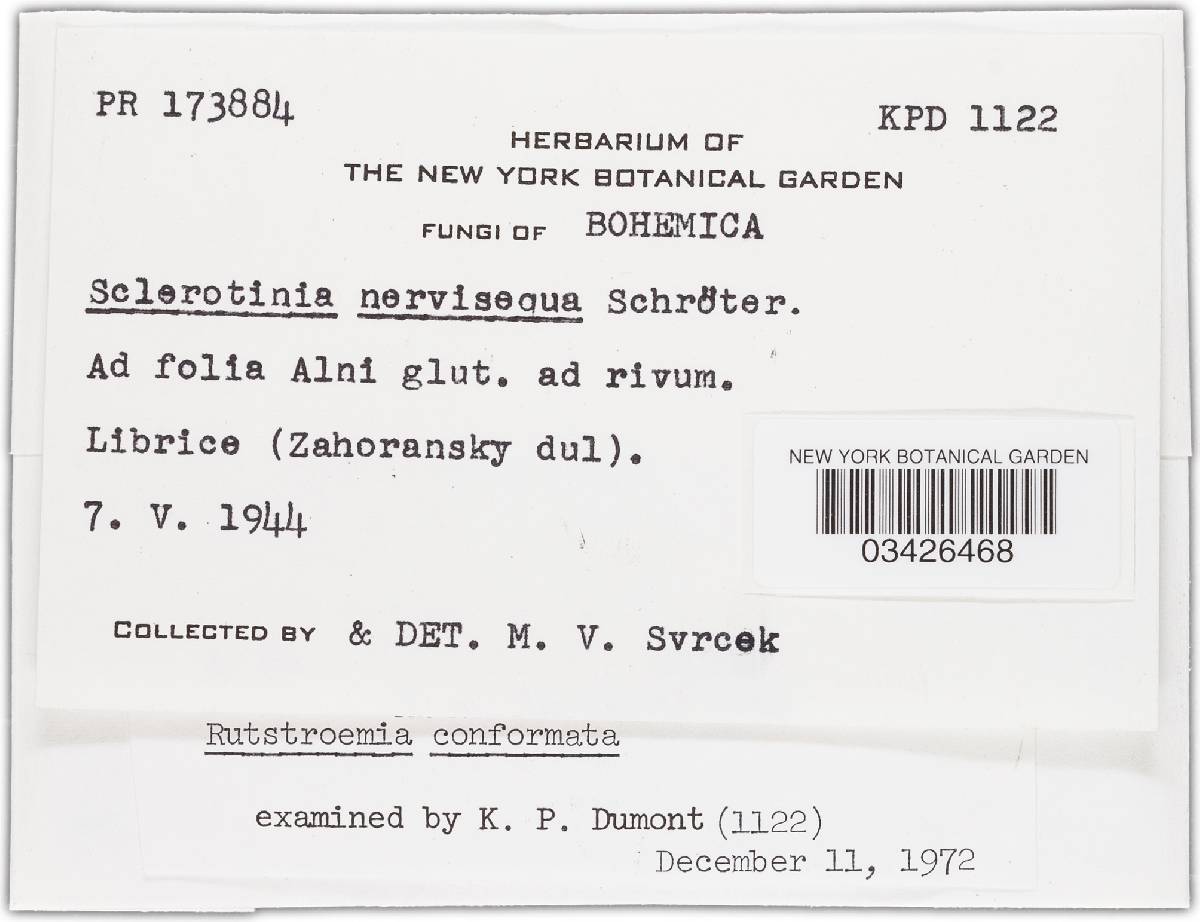 PR 173884
KPD 1122
HERBARIUM OF
THE NEW YORK BOTANICAL GARDEN
FUNGI OF BOHEMICA
Sclerotinia nervisequa Schröter.
Ad folia Alni glut. ad rivum.
Librice (Zahoransky dul).
7. V. 1944
NEW YORK BOTANICAL GARDEN
03426468
COLLECTED BY & DET. M. V. Svrcek
Rutstroemia conformata
examined by K. P. Dumont (1122)
December 11, 1972